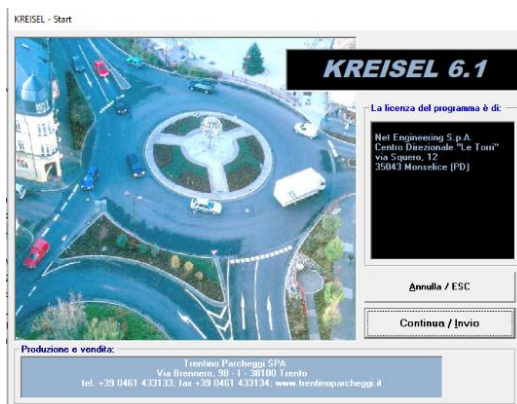 KREISEL - Start
KREISEL 6.1
La licenza del programma è di:
Net Engineering S.p.A.
Centro Direzionale "Le Torri"
via Squero, 12
35043 Monselice (PD)
Annulla / ESC
Continua / Invio
Produzione e vendita:
Trentino Parcheggi SPA
Via Brennero, 98 - I - 38100 Trento
tel. +39 0461 433133; fax +39 0461 433134; www.trentinoparcheggi.it